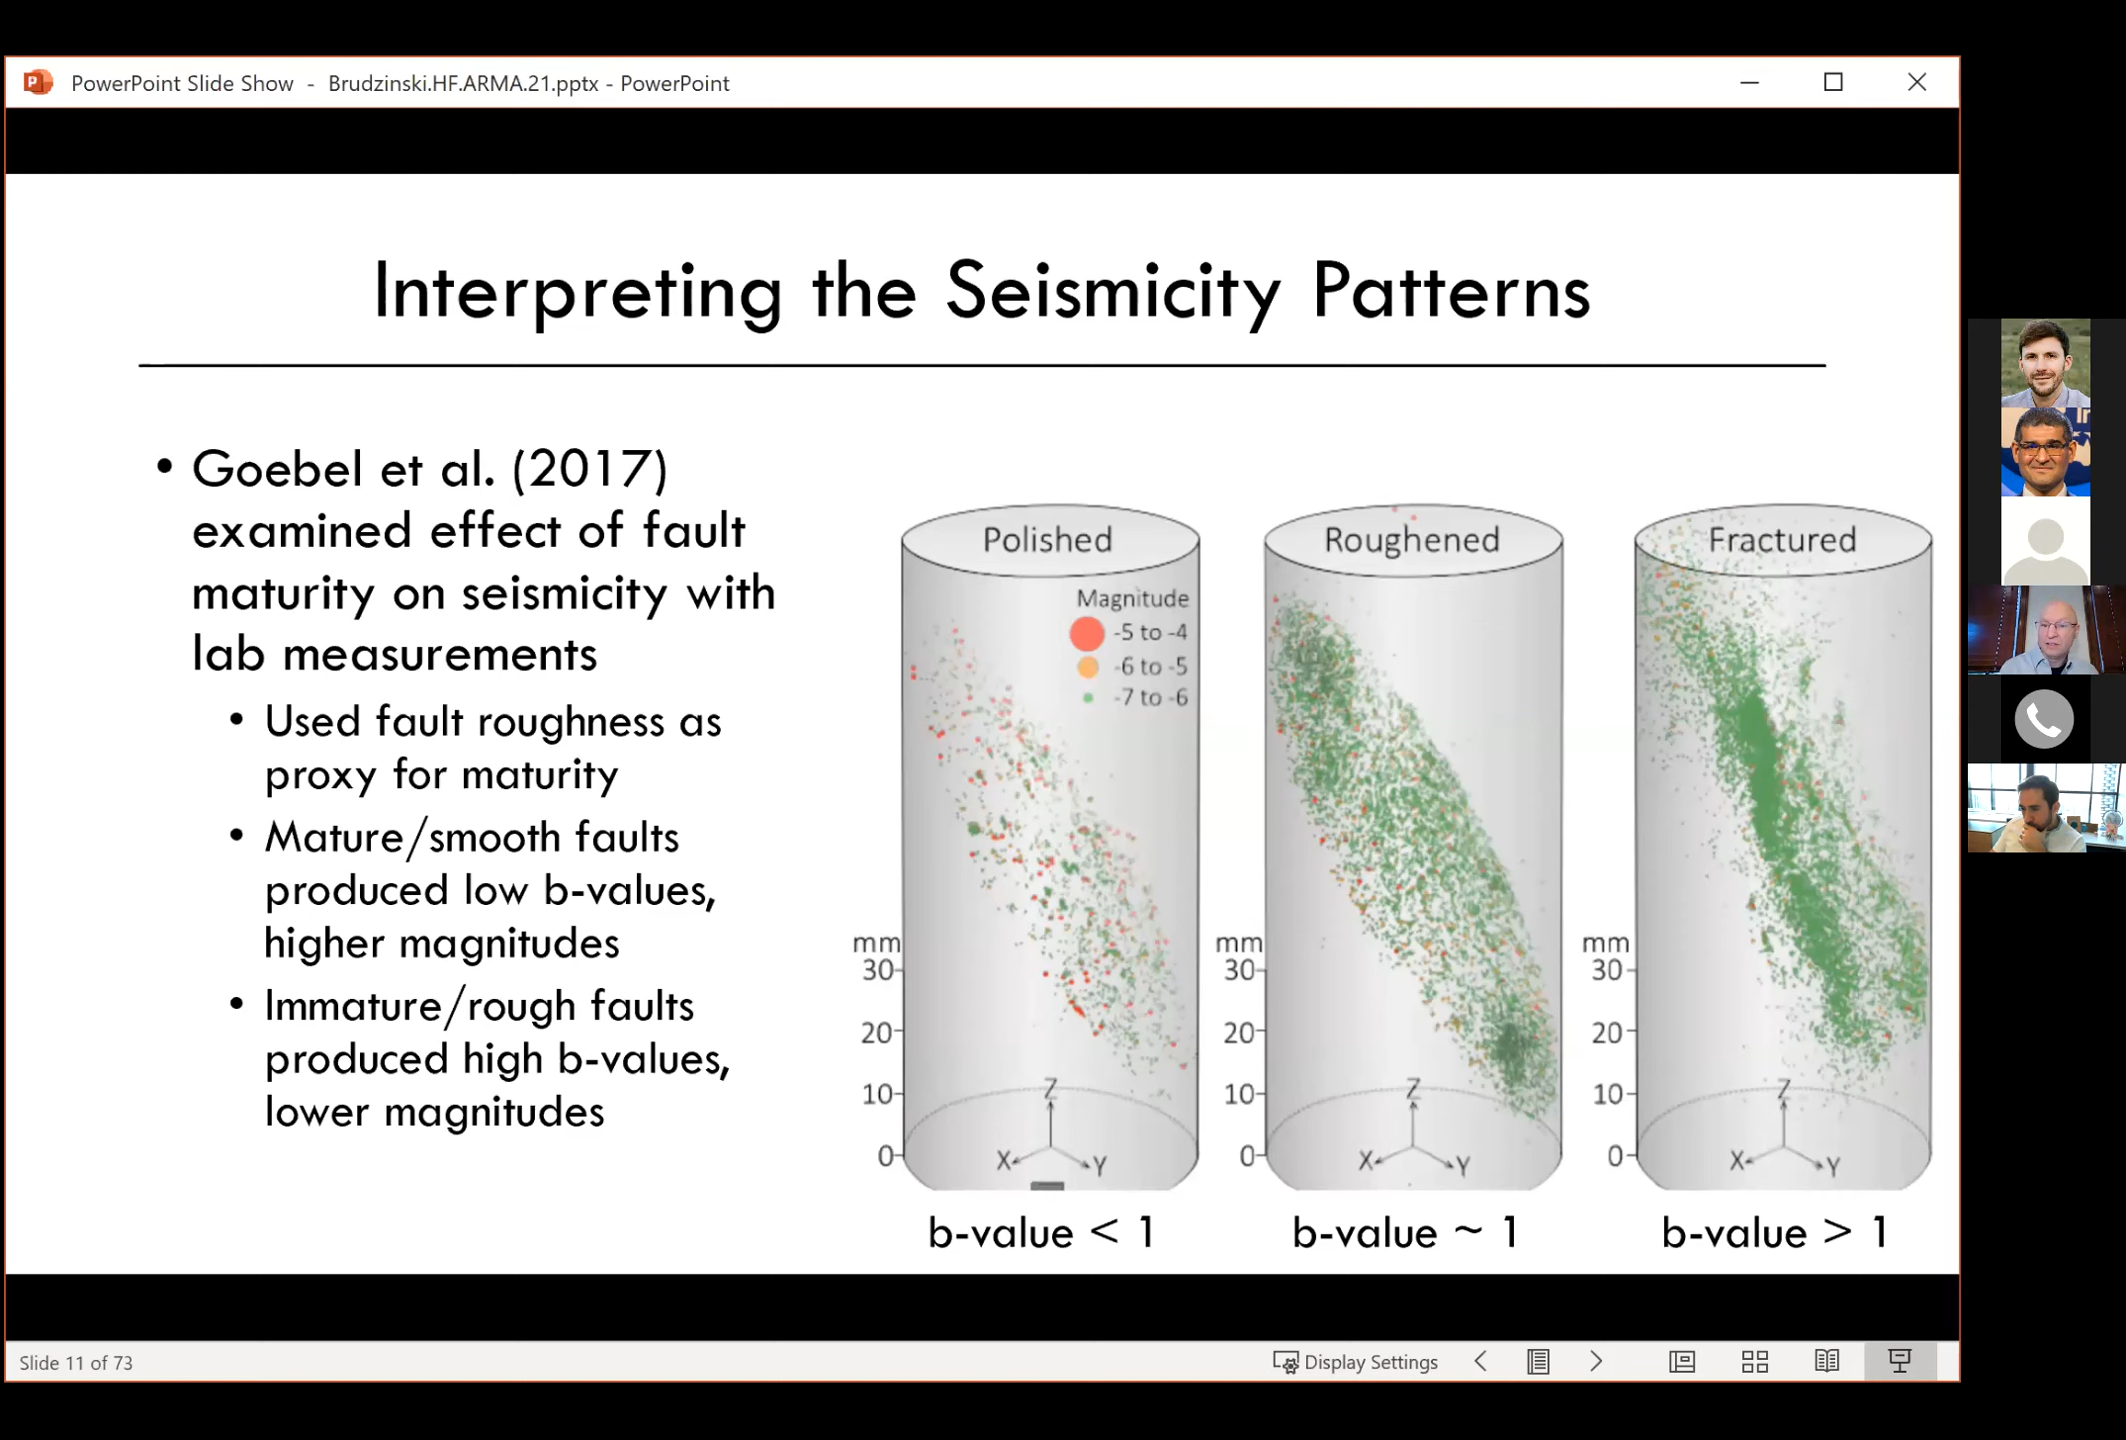 PowerPoint Slide Show - Brudzinski.HF.ARMA.21.pptx - PowerPoint
Interpreting the Seismicity Patterns
• Goebel et al. (2017)
examined effect of fault
maturity on seismicity with
lab measurements
• Used fault roughness as
proxy for maturity
• Mature/smooth faults
produced low b-values,
higher magnitudes
• Immature/rough faults
produced high b-values,
lower magnitudes
Polished
Magnitude
-5 to -4
-6 to -5
-7 to -6
mm
30
20
10
0
Z
X
Y
b-value < 1
Roughened
mm
30
20
10
0
Z
X
Y
b-value ~ 1
Fractured
mm
30
20
10
0
Z
X
Y
b-value > 1
Slide 11 of 73
Display Settings